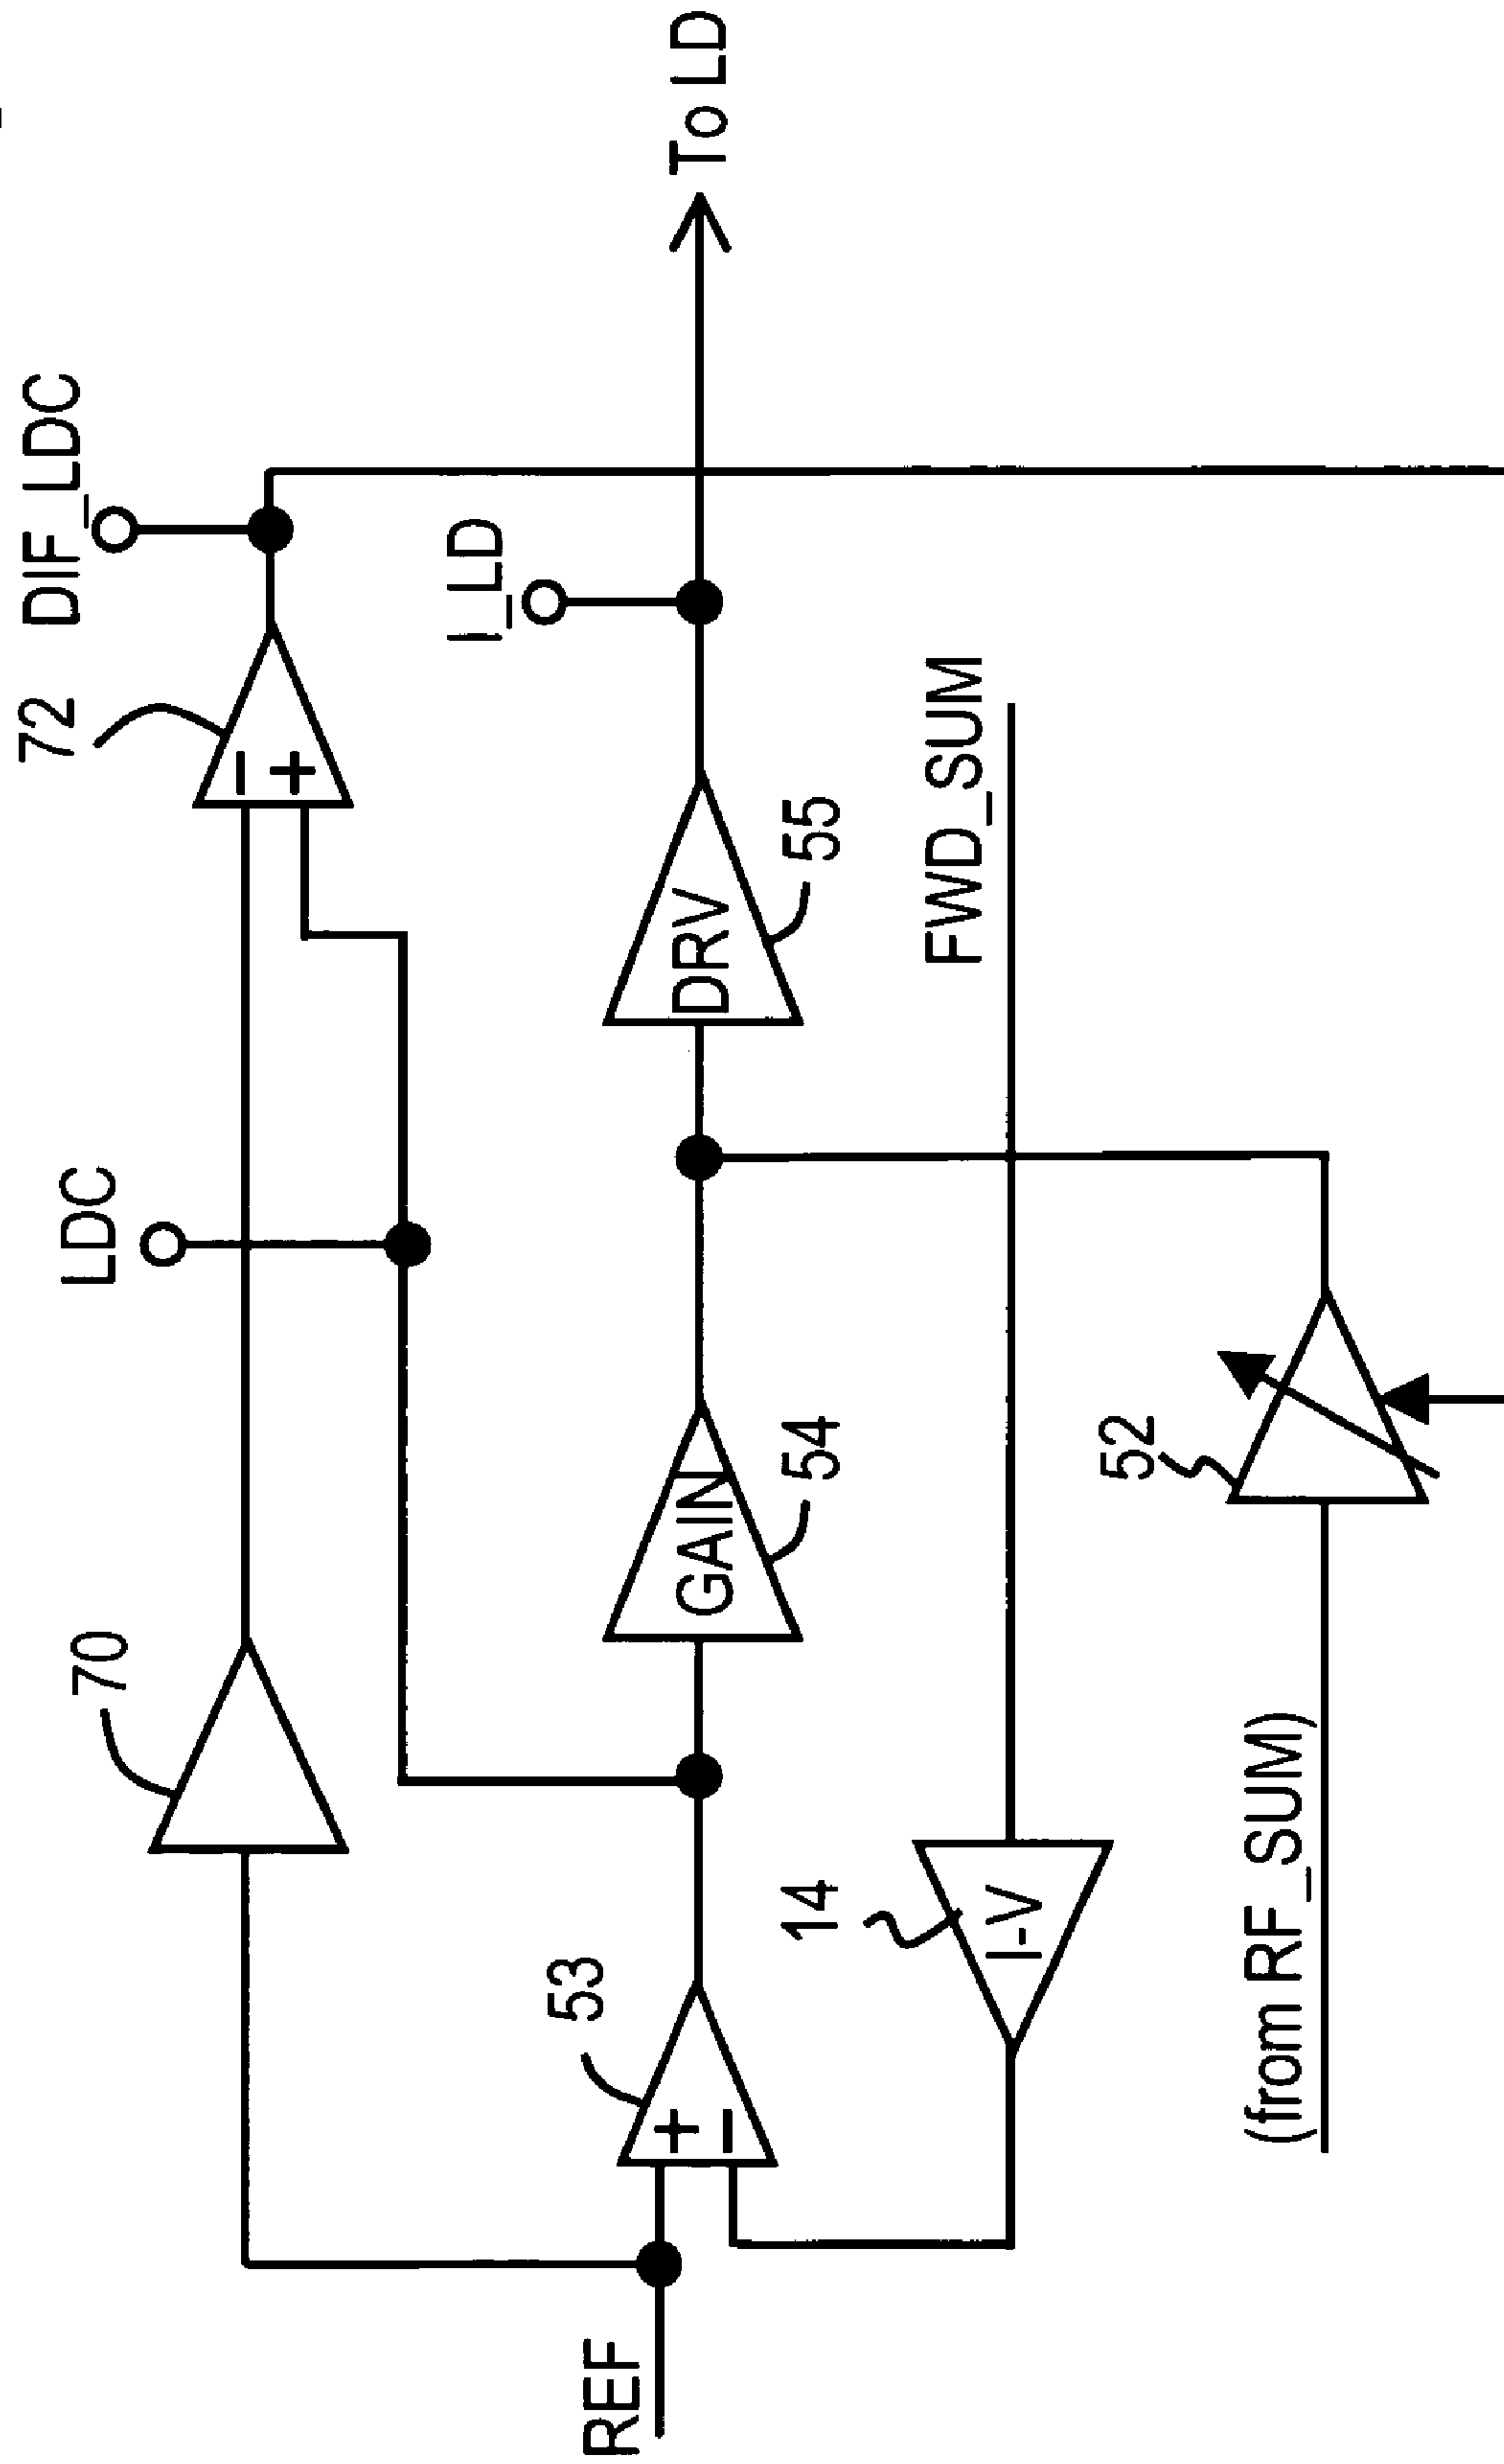 72
DIF_LDC
LDC
70
I_LD
To LD
DRV
55
GAIN
54
53
+
−
−
+
REF
FWD_SUM
I-V
14
52
(from RF_SUM)